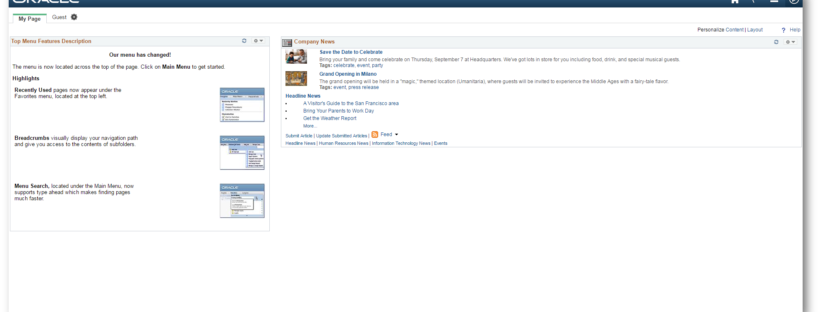 ORACLE
My Page
Guest
Personalize Content | Layout
? Help
Top Menu Features Description
Our menu has changed!
The menu is now located across the top of the page. Click on Main Menu to get started.
Highlights
Recently Used pages now appear under the
Favorites menu, located at the top left.
Breadcrumbs visually display your navigation path
and give you access to the contents of subfolders.
Menu Search, located under the Main Menu, now
supports type ahead which makes finding pages
much faster.
Company News
Save the Date to Celebrate
Bring your family and come celebrate on Thursday, September 7 at Headquarters. We've got lots in store for you including food, drink, and special musical guests.
Tags: celebrate, event, party
Grand Opening in Milano
The grand opening will be held in a "magic," themed location (Umanitaria), where guests will be invited to experience the Middle Ages with a fairy-tale flavor.
Tags: event, press release
Headline News
• A Visitor's Guide to the San Francisco area
• Bring Your Parents to Work Day
• Get the Weather Report
More...
Submit Article | Update Submitted Articles | Feed
Headline News | Human Resources News | Information Technology News | Events